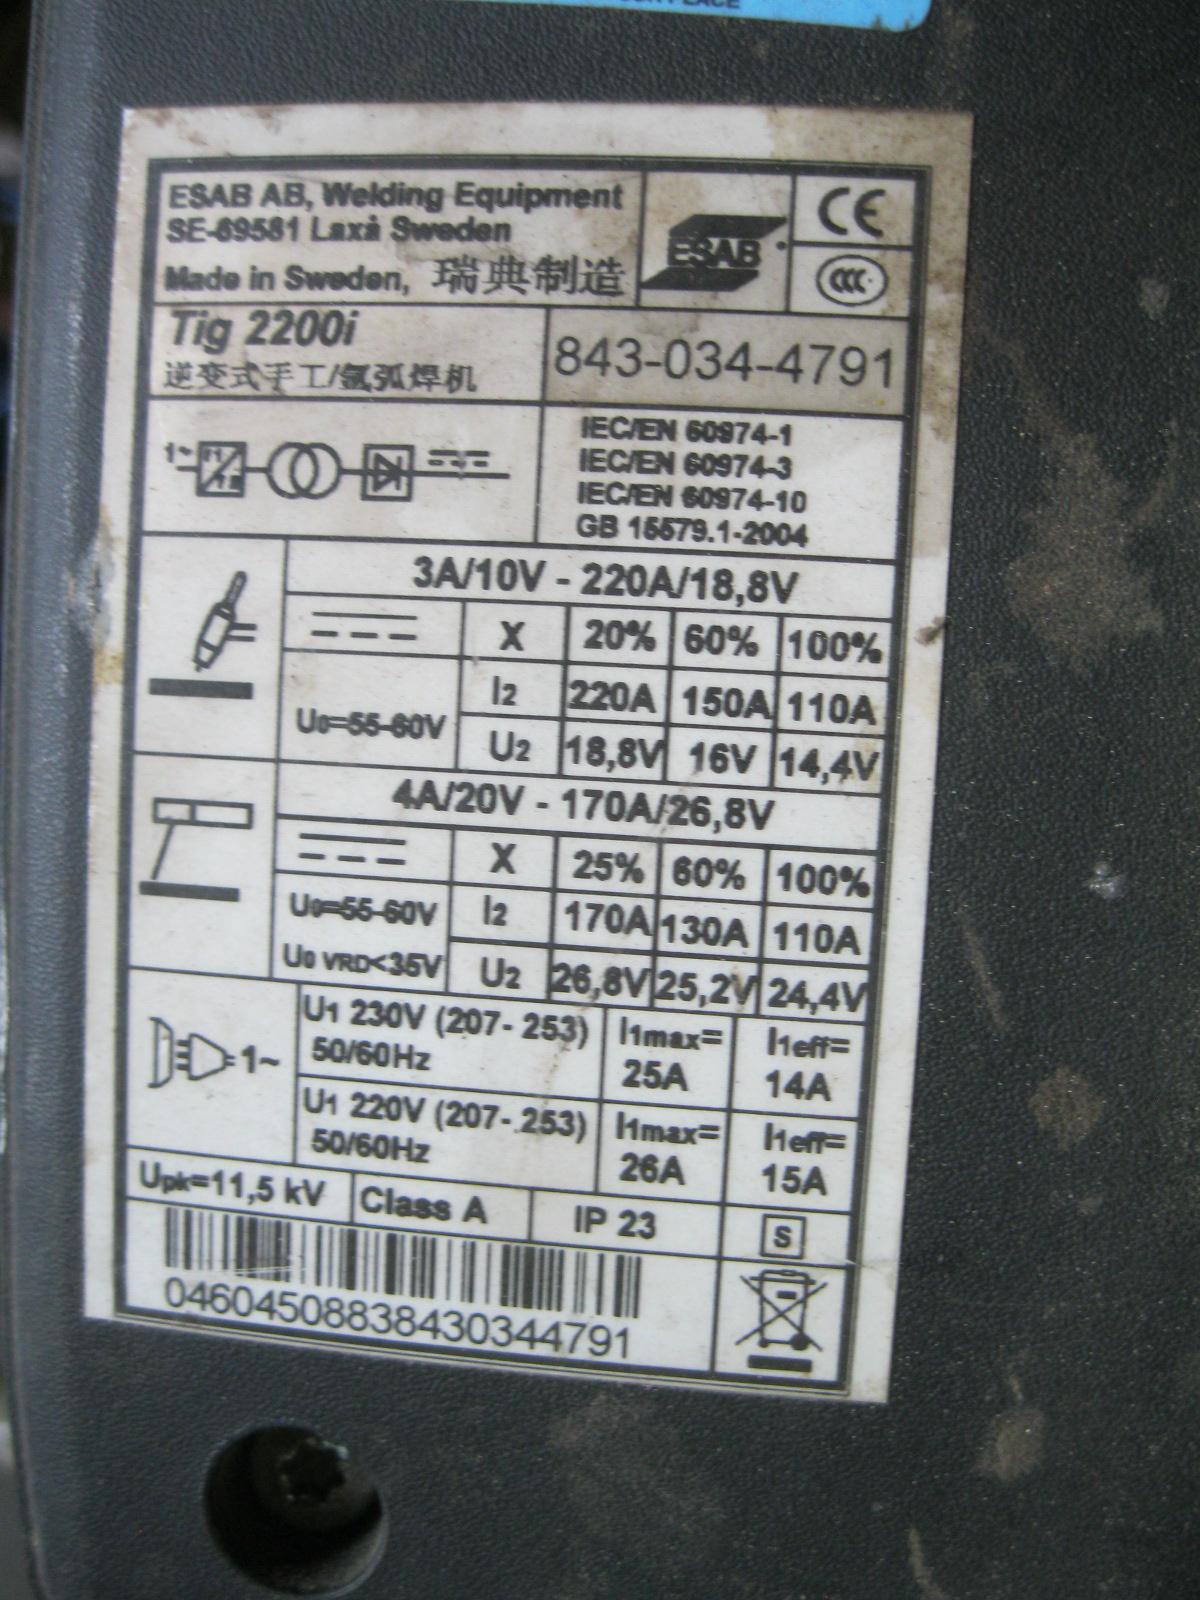 PLACE
ESAB AB, Welding Equipment
SE-69581 Laxå Sweden
Made in Sweden, 瑞典制造
ESAB
CE
CCC
Tig 2200i
逆变式手工/氩弧焊机
843-034-4791
1~
IEC/EN 60974-1
IEC/EN 60974-3
IEC/EN 60974-10
GB 15579.1-2004
3A/10V - 220A/18,8V
X 20% 60% 100%
I2 220A 150A 110A
U0=55-60V
U2 18,8V 16V 14,4V
4A/20V - 170A/26,8V
X 25% 60% 100%
U0=55-60V
I2 170A 130A 110A
U0 VRD<35V
U2 26,8V 25,2V 24,4V
1~
U1 230V (207- 253)
50/60Hz
I1max=
25A
I1eff=
14A
U1 220V (207- 253)
50/60Hz
I1max=
26A
I1eff=
15A
Upk=11,5 kV
Class A
IP 23
S
04604508838430344791